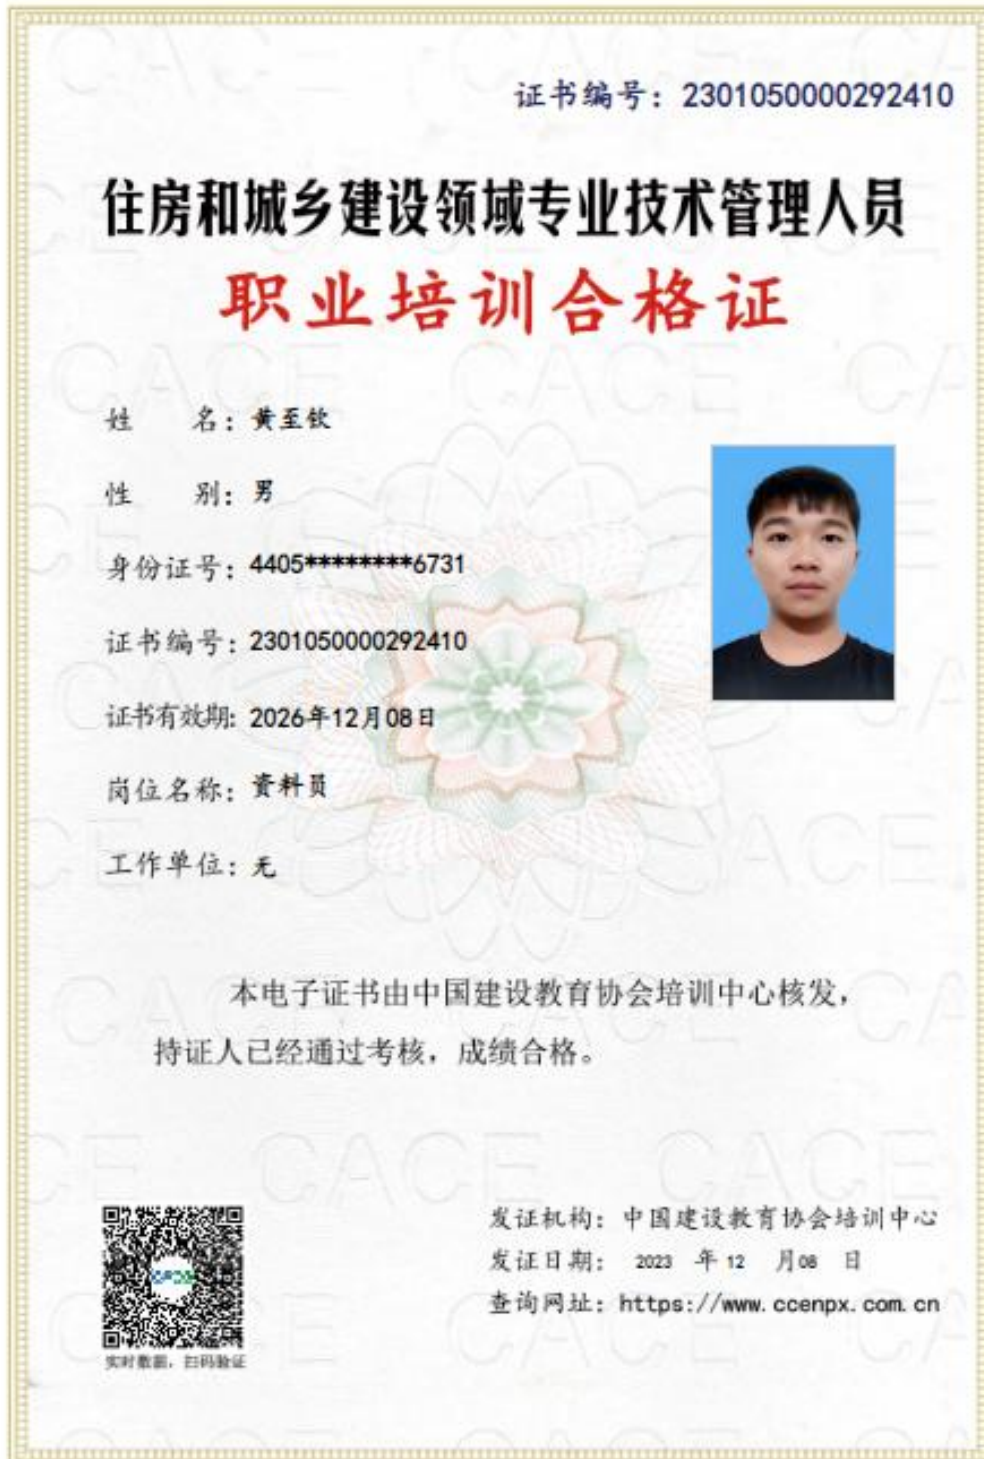 证书编号：2301050000292410
住房和城乡建设领域专业技术管理人员
职业培训合格证
姓名：黄至钦
性别：男
身份证号：4405********6731
证书编号：2301050000292410
证书有效期：2026年12月08日
岗位名称：资料员
工作单位：无
本电子证书由中国建设教育协会培训中心核发，
持证人已经通过考核，成绩合格。
发证机构：中国建设教育协会培训中心
发证日期：2023 年 12 月 08 日
查询网址：https://www.ccenpx.com.cn
实时数据，扫码验证